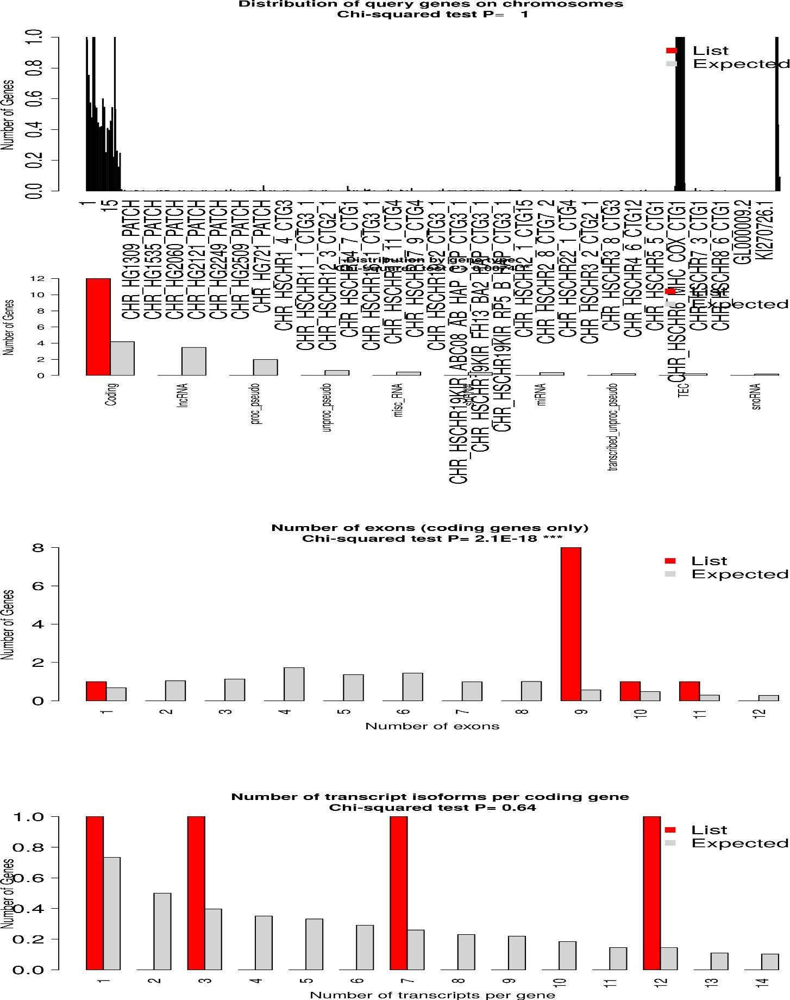 Distribution of query genes on chromosomes
Chi-squared test P= 1
Number of Genes
0.0 0.2 0.4 0.6 0.8 1.0
List
Expected
1
15
CHR_HG1309_PATCH
CHR_HG1535_PATCH
CHR_HG2060_PATCH
CHR_HG2121_PATCH
CHR_HG2249_PATCH
CHR_HG2509_PATCH
CHR_HG721_PATCH
CHR_HSCHR1_4_CTG3
CHR_HSCHR11_1_CTG3_1
CHR_HSCHR12_3_CTG2_1
CHR_HSCHR22_1_CTG4
CHR_HSCHR2_1_CTG15
CHR_HSCHR2_8_CTG7_2
CHR_HSCHR3_2_CTG2_1
CHR_HSCHR3_8_CTG3
CHR_HSCHR4_6_CTG12
CHR_HSCHR5_5_CTG1
CHR_HSCHR6_MHC_COX_CTG1
CHR_HSCHR7_3_CTG1
CHR_HSCHR8_6_CTG1
GL000009.2
KI270726.1
Distribution by gene type
Chi-squared test P= 0.0074 **
Number of Genes
0 2 4 6 8 10 12
List
Expected
Coding
lncRNA
proc_pseudo
unproc_pseudo
misc_RNA
miRNA
transcribed_unproc_pseudo
TEC
snoRNA
Number of exons (coding genes only)
Chi-squared test P= 2.1E-18 ***
Number of Genes
0 2 4 6 8
List
Expected
1 2 3 4 5 6 7 8 9 10 11 12
Number of exons
Number of transcript isoforms per coding gene
Chi-squared test P= 0.64
Number of Genes
0.0 0.2 0.4 0.6 0.8 1.0
List
Expected
1 2 3 4 5 6 7 8 9 10 11 12 13 14
Number of transcripts per gene